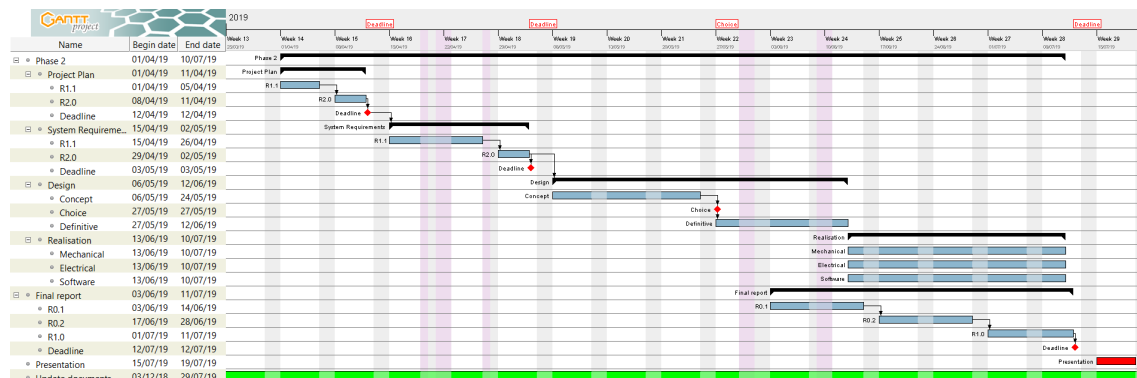 GANTT project
2019
Deadline Deadline Choice Deadline
Name Begin date End date
Week 13 Week 14 Week 15 Week 16 Week 17 Week 18 Week 19 Week 20 Week 21 Week 22 Week 23 Week 24 Week 25 Week 26 Week 27 Week 28 Week 29
Phase 2 01/04/19 10/07/19 Phase 2
Project Plan 01/04/19 11/04/19 Project Plan
R1.1 01/04/19 05/04/19 R1.1
R2.0 08/04/19 11/04/19 R2.0
Deadline 12/04/19 12/04/19 Deadline
System Requireme... 15/04/19 02/05/19 System Requirements
R1.1 15/04/19 26/04/19 R1.1
R2.0 29/04/19 02/05/19 R2.0
Deadline 03/05/19 03/05/19 Deadline
Design 06/05/19 12/06/19 Design
Concept 06/05/19 24/05/19 Concept
Choice 27/05/19 27/05/19 Choice
Definitive 27/05/19 12/06/19 Definitive
Realisation 13/06/19 10/07/19 Realisation
Mechanical 13/06/19 10/07/19 Mechanical
Electrical 13/06/19 10/07/19 Electrical
Software 13/06/19 10/07/19 Software
Final report 03/06/19 11/07/19 Final report
R0.1 03/06/19 14/06/19 R0.1
R0.2 17/06/19 28/06/19 R0.2
R1.0 01/07/19 11/07/19 R1.0
Deadline 12/07/19 12/07/19 Deadline
Presentation 15/07/19 19/07/19 Presentation
Update documents 03/12/18 29/07/19